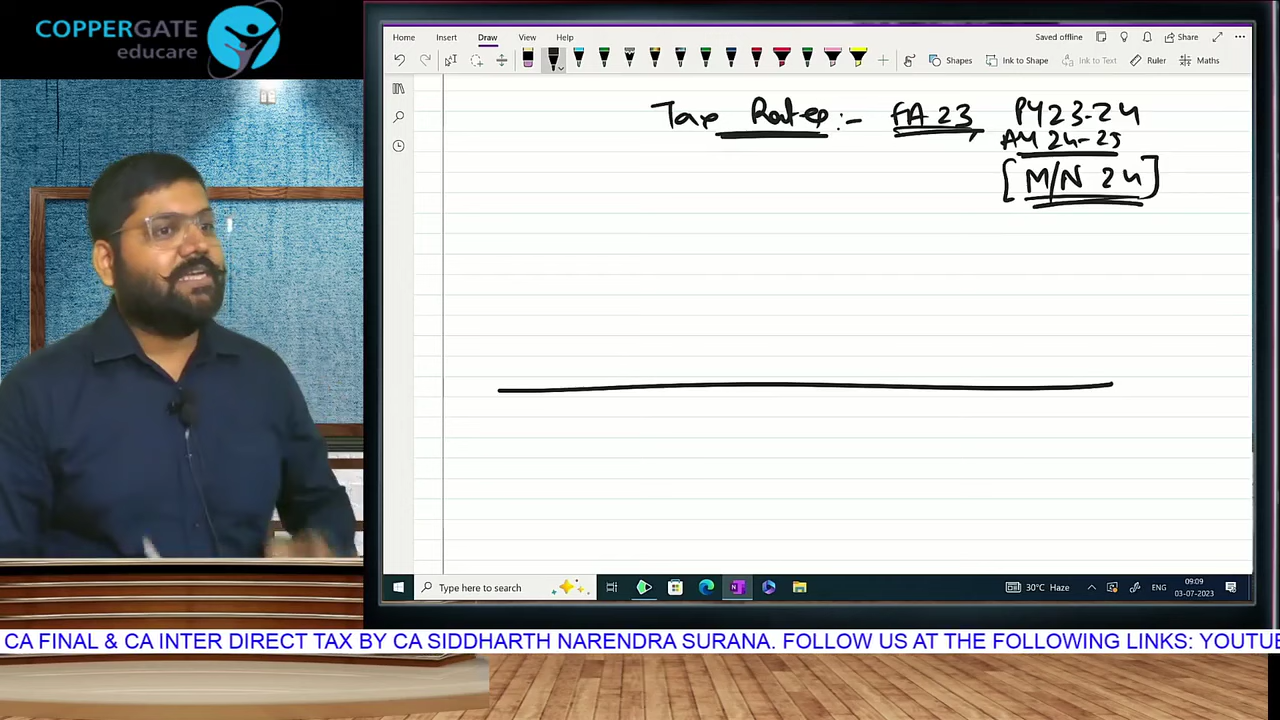 COPPERGATE
educare
Home Insert Draw View Help
Saved offline
Share
Shapes
Ink to Shape
Ink to Text
Ruler
Maths
Tax Rates :- FA 23 PY 23-24
AY 24-25
[M/N 24]
Type here to search
30°C Haze
ENG
09:09
03-07-2023
CA FINAL & CA INTER DIRECT TAX BY CA SIDDHARTH NARENDRA SURANA. FOLLOW US AT THE FOLLOWING LINKS: YOUTUBE